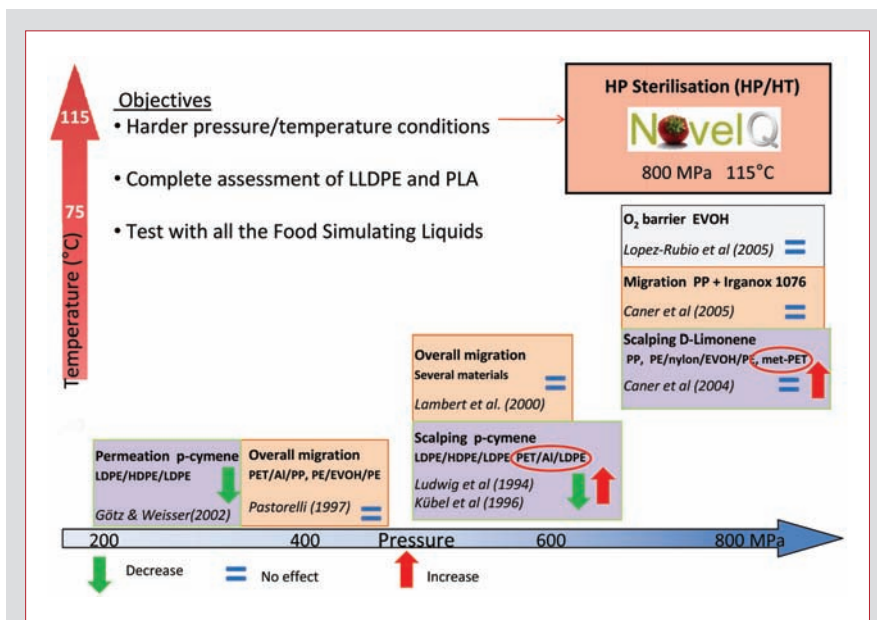 Objectives
• Harder pressure/temperature conditions
• Complete assessment of LLDPE and PLA
• Test with all the Food Simulating Liquids
HP Sterilisation (HP/HT)
NovelQ
800 MPa 115°C
115
75
Temperature (°C)
O2 barrier EVOH
Lopez-Rubio et al (2005)
Migration PP + Irganox 1076
Caner et al (2005)
Scalping D-Limonene
PP, PE/nylon/EVOH/PE, met-PET
Caner et al (2004)
Overall migration
Several materials
Lambert et al. (2000)
Scalping p-cymene
LDPE/HDPE/LDPE PET/Al/LDPE
Ludwig et al (1994)
Kübel et al (1996)
Permeation p-cymene
LDPE/HDPE/LDPE
Götz & Weisser(2002)
Overall migration
PET/Al/PP, PE/EVOH/PE
Pastorelli (1997)
200 400 Pressure 600 800 MPa
Decrease No effect Increase